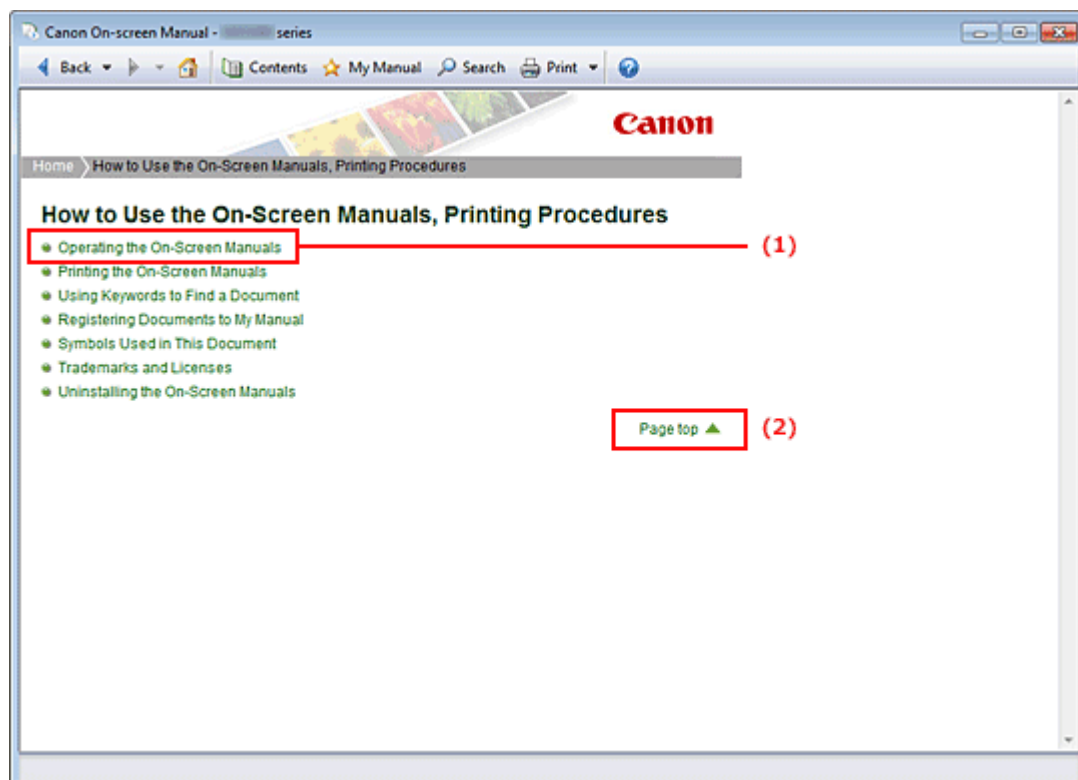 Canon On-screen Manual - series
Back Contents My Manual Search Print
Canon
Home How to Use the On-Screen Manuals, Printing Procedures
How to Use the On-Screen Manuals, Printing Procedures
Operating the On-Screen Manuals (1)
Printing the On-Screen Manuals
Using Keywords to Find a Document
Registering Documents to My Manual
Symbols Used in This Document
Trademarks and Licenses
Uninstalling the On-Screen Manuals
Page top (2)